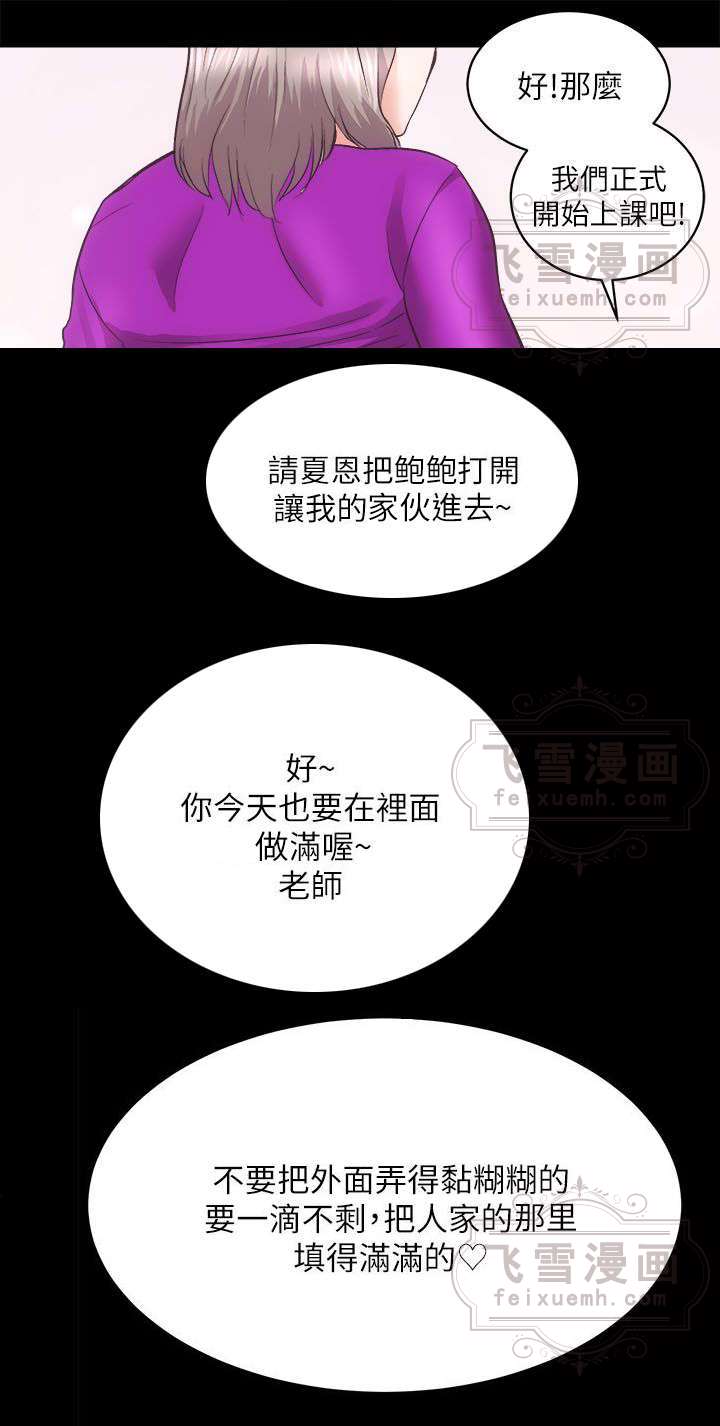 好!那麼
我們正式
開始上課吧!
飞雪漫画
feixuemh.com
請夏恩把鲍鲍打開
讓我的家伙進去~
好~
你今天也要在裡面
做滿喔~
老師
飞雪漫画
feixuemh.com
不要把外面弄得黏糊糊的
要一滴不剩,把人家的那里
填得滿滿的♡
飞雪漫画
feixuemh.com